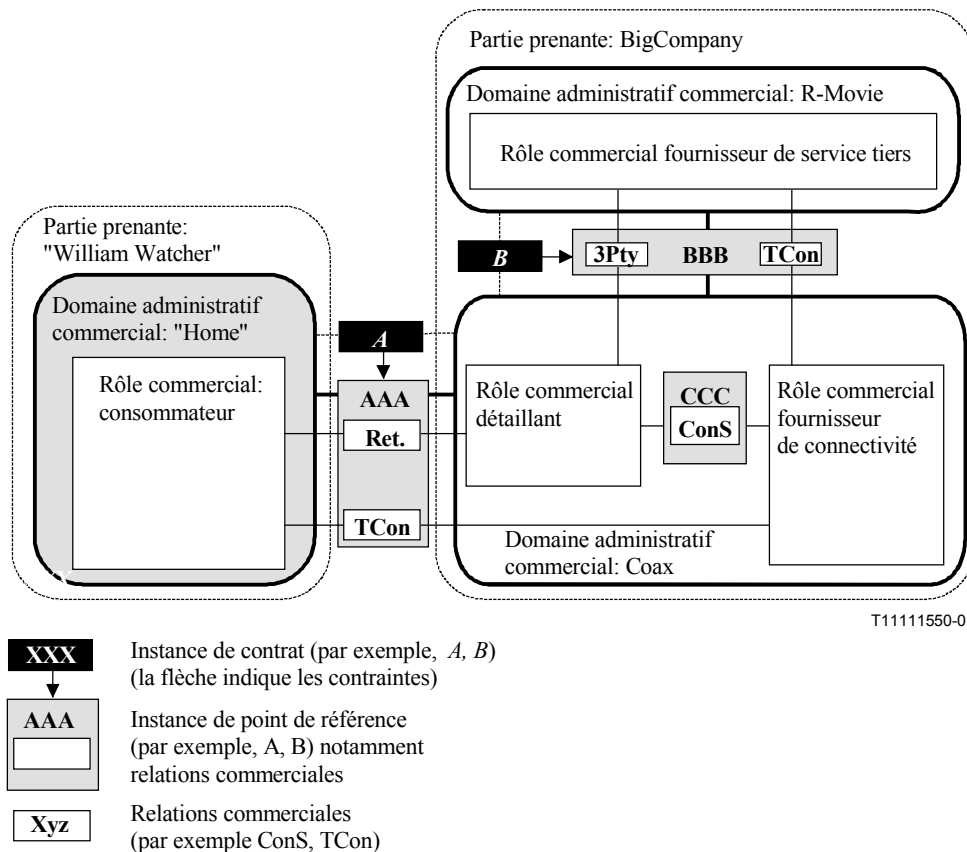 Partie prenante: BigCompany
Domaine administratif commercial: R-Movie
Rôle commercial fournisseur de service tiers
Partie prenante:
"William Watcher"
B
3Pty
BBB
TCon
Domaine administratif
commercial: "Home"
A
Rôle commercial:
consommateur
AAA
Ret.
TCon
Rôle commercial
détaillant
CCC
ConS
Rôle commercial
fournisseur
de connectivité
Domaine administratif
commercial: Coax
T11111550-0
XXX
Instance de contrat (par exemple, A, B)
(la flèche indique les contraintes)
AAA
Instance de point de référence
(par exemple, A, B) notamment
relations commerciales
Xyz
Relations commerciales
(par exemple ConS, TCon)